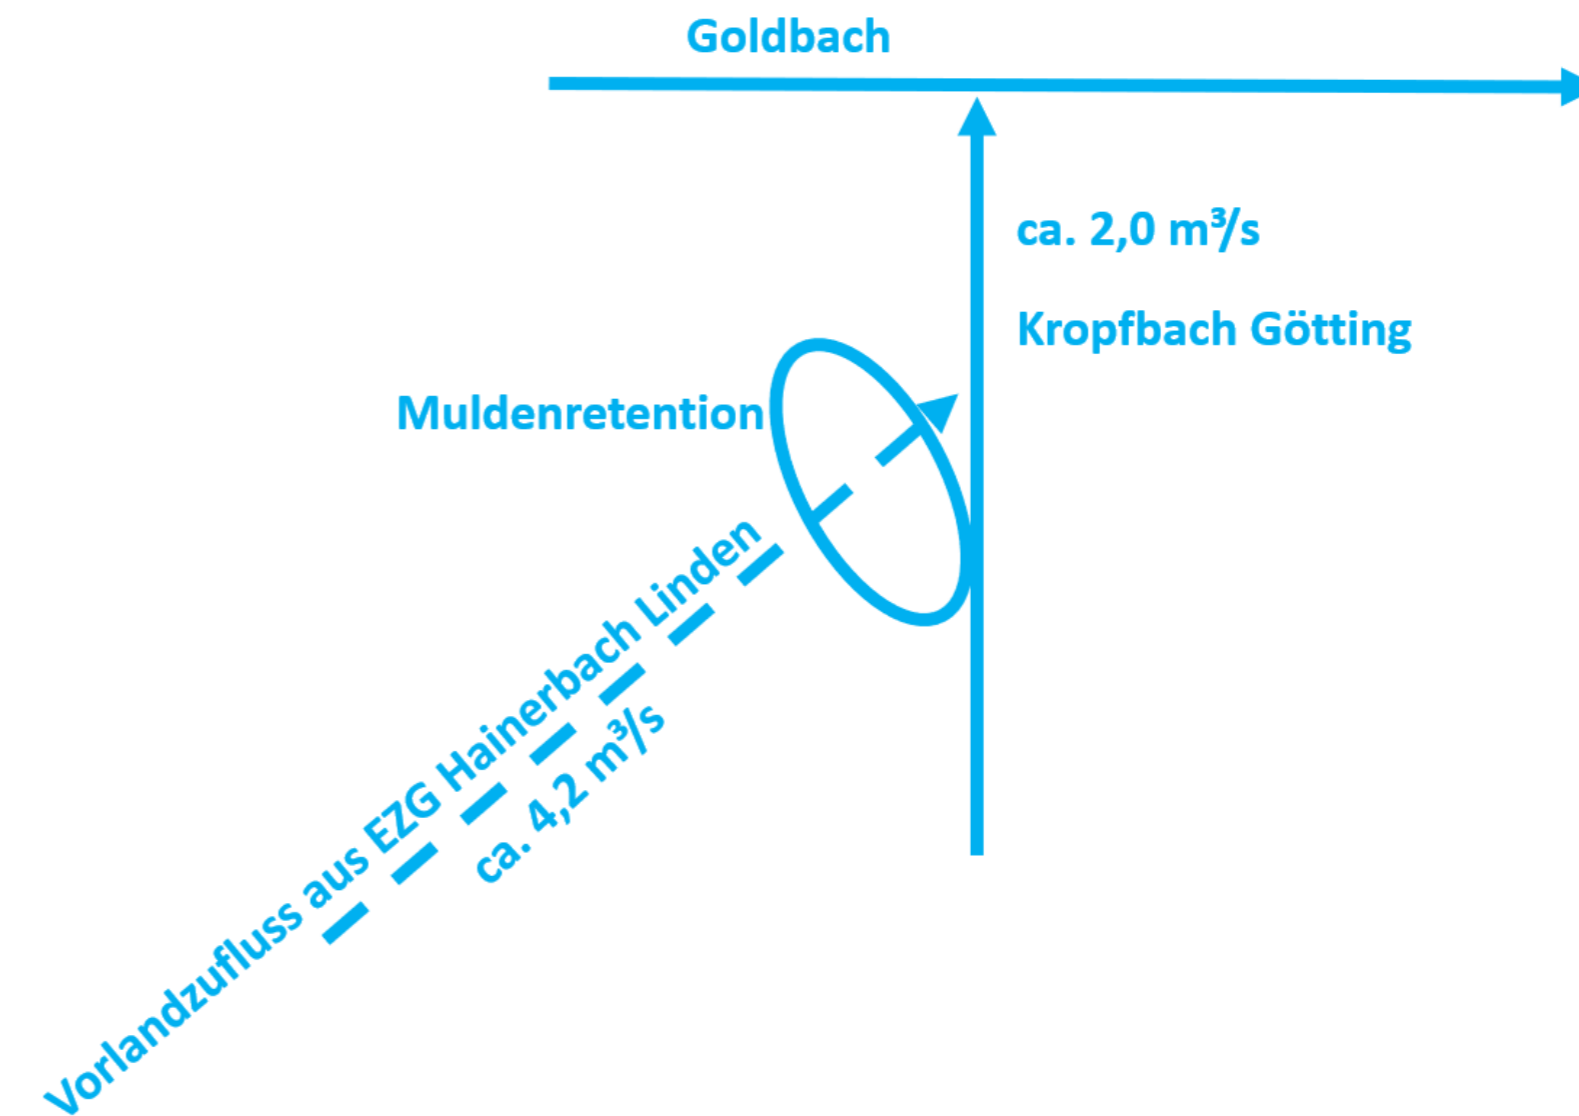 Goldbach
ca. 2,0 m³/s
Kropfbach Götting
Muldenretention
Vorlandzufluss aus EZG Hainerbach Linden
ca. 4,2 m³/s